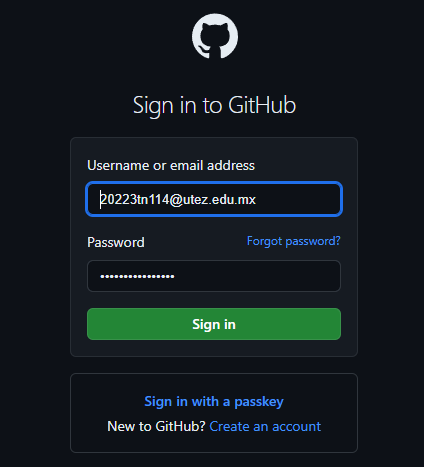 Sign in to GitHub
Username or email address
20223tn114@utez.edu.mx
Password Forgot password?
••••••••••••••••
Sign in
Sign in with a passkey
New to GitHub? Create an account